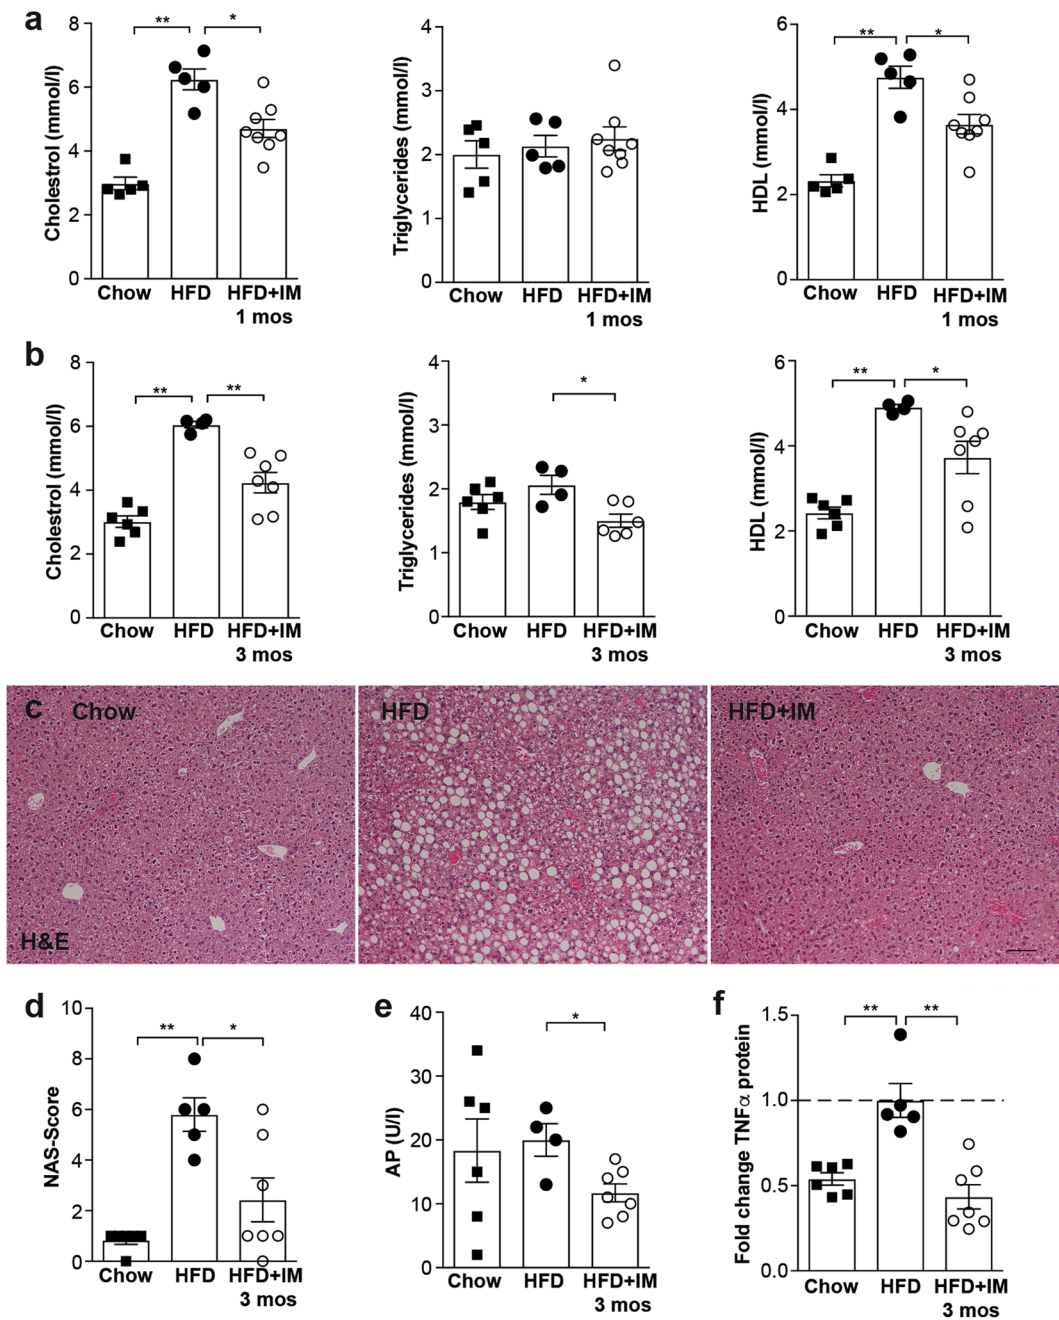 a
8
6
4
2
0
Cholestrol (mmol/l)
** *
Chow HFD HFD+IM
1 mos
4
3
2
1
0
Triglycerides (mmol/l)
Chow HFD HFD+IM
1 mos
6
4
2
0
HDL (mmol/l)
** *
Chow HFD HFD+IM
1 mos
b
8
6
4
2
0
Cholestrol (mmol/l)
** **
Chow HFD HFD+IM
3 mos
4
3
2
1
0
Triglycerides (mmol/l)
*
Chow HFD HFD+IM
3 mos
6
4
2
0
HDL (mmol/l)
** *
Chow HFD HFD+IM
3 mos
c Chow
H&E
HFD
HFD+IM
d
10
8
6
4
2
0
NAS-Score
** *
Chow HFD HFD+IM
3 mos
e
40
30
20
10
0
AP (U/l)
*
Chow HFD HFD+IM
3 mos
f
1.5
1.0
0.5
0.0
Fold change TNFα protein
** **
Chow HFD HFD+IM
3 mos